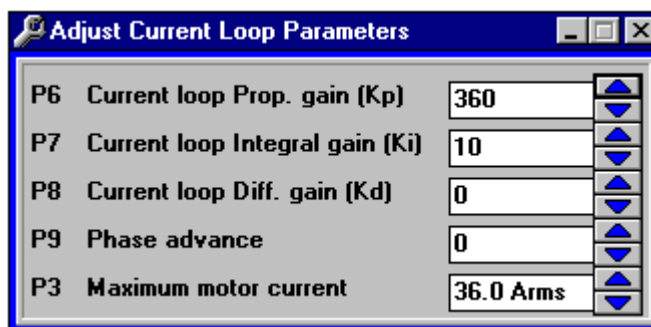 Adjust Current Loop Parameters
P6 Current loop Prop. gain (Kp) 360
P7 Current loop Integral gain (Ki) 10
P8 Current loop Diff. gain (Kd) 0
P9 Phase advance 0
P3 Maximum motor current 36.0 Arms